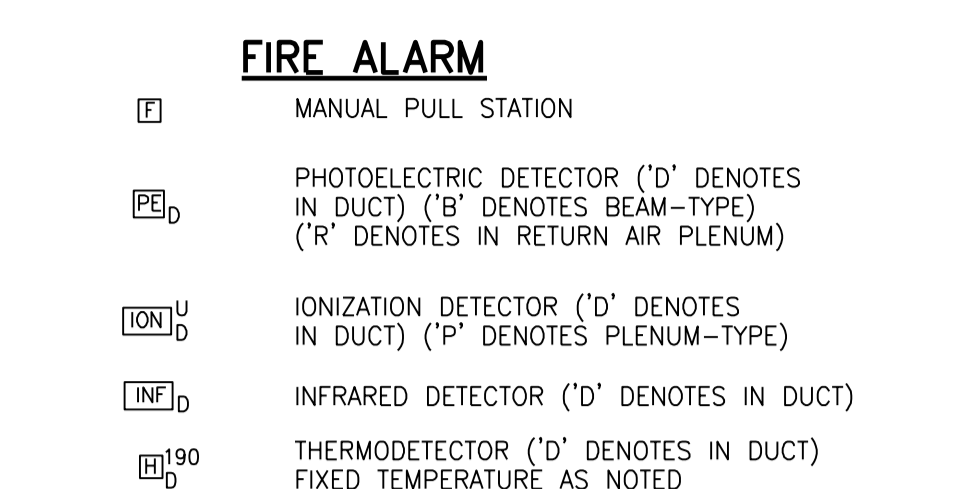 FIRE ALARM
F MANUAL PULL STATION
PE D PHOTOELECTRIC DETECTOR ('D' DENOTES
IN DUCT) ('B' DENOTES BEAM-TYPE)
('R' DENOTES IN RETURN AIR PLENUM)
ION U D IONIZATION DETECTOR ('D' DENOTES
IN DUCT) ('P' DENOTES PLENUM-TYPE)
INF D INFRARED DETECTOR ('D' DENOTES IN DUCT)
H 190 D THERMODETECTOR ('D' DENOTES IN DUCT)
FIXED TEMPERATURE AS NOTED